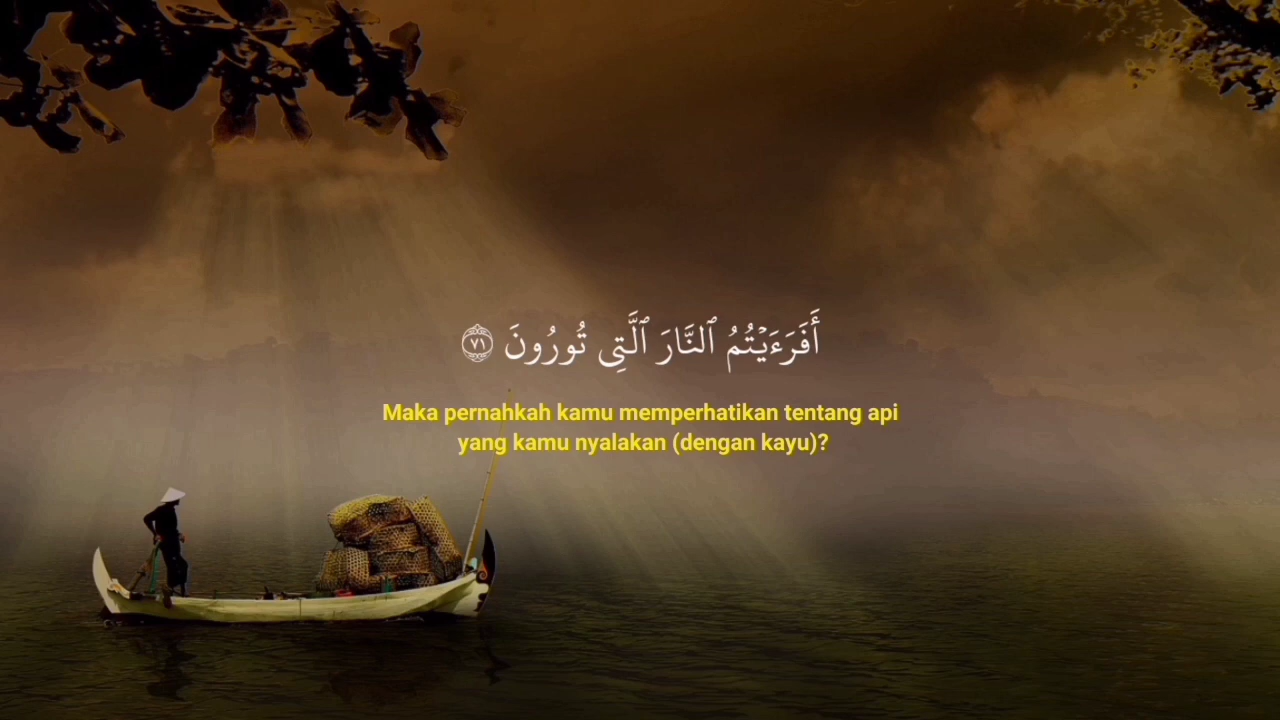 أَفَرَءَيْتُمُ ٱلنَّارَ ٱلَّتِى تُورُونَ ٧١
Maka pernahkah kamu memperhatikan tentang api
yang kamu nyalakan (dengan kayu)?